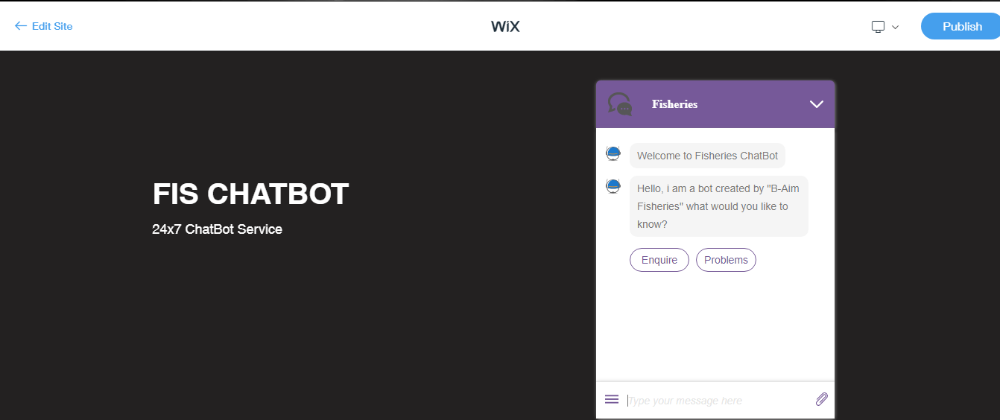 Edit Site
WiX
Publish
FIS CHATBOT
24x7 ChatBot Service
Fisheries
Welcome to Fisheries ChatBot
Hello, i am a bot created by "B-Aim
Fisheries" what would you like to
know?
Enquire
Problems
Type your message here